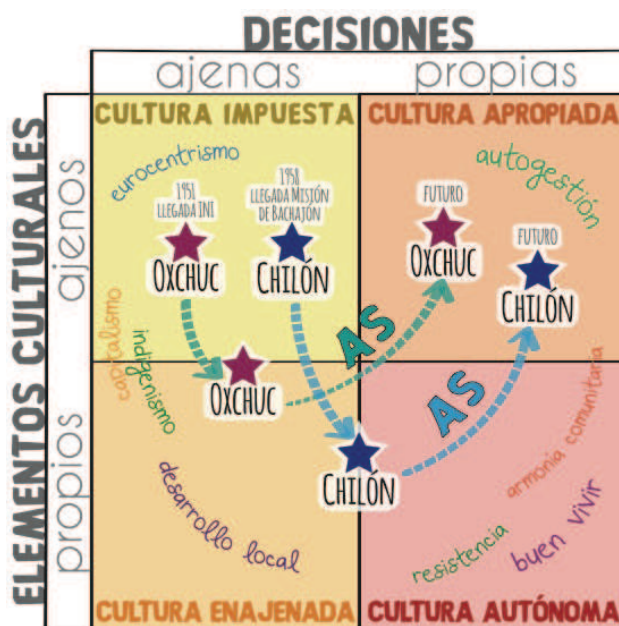 DECISIONES
ajenas
propias
ELEMENTOS CULTURALES
ajenos
propios
CULTURA IMPUESTA
eurocentrismo
1951
LLEGADA INI
OXCHUC
1958
LLEGADA MISIÓN
DE BACHAJÓN
CHILÓN
capitalismo
indigenismo
CULTURA APROPIADA
autogestión
FUTURO
OXCHUC
FUTURO
CHILÓN
AS
AS
OXCHUC
CHILÓN
desarrollo local
CULTURA ENAJENADA
armonia comunitaria
buen vivir
resistencia
CULTURA AUTÓNOMA